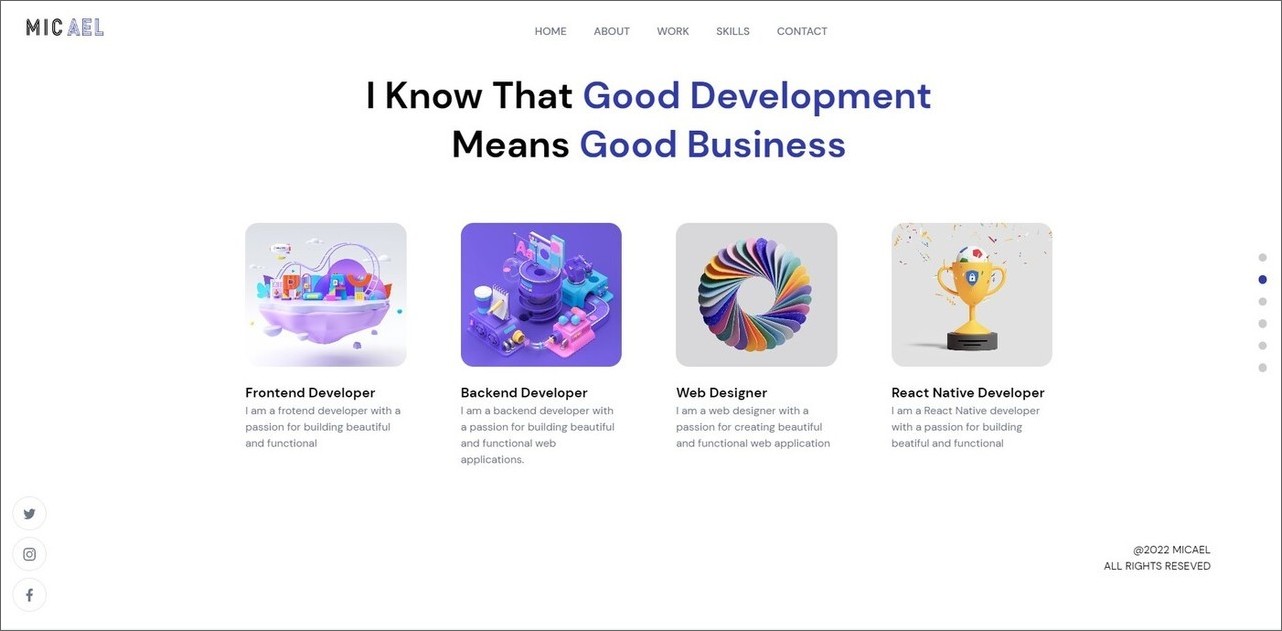 MICAEL
HOME ABOUT WORK SKILLS CONTACT
I Know That Good Development
Means Good Business
Aa
Frontend Developer
I am a frotend developer with a
passion for building beautiful
and functional
Backend Developer
I am a backend developer with
a passion for building beautiful
and functional web
applications.
Web Designer
I am a web designer with a
passion for creating beautiful
and functional web application
React Native Developer
I am a React Native developer
with a passion for building
beatiful and functional
@2022 MICAEL
ALL RIGHTS RESEVED